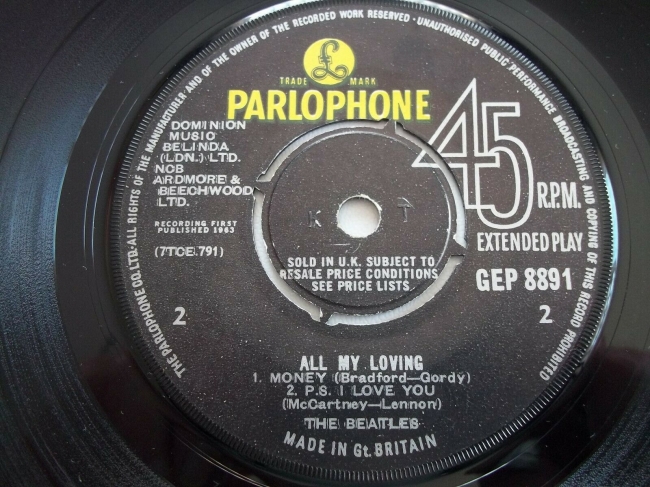 THE PARLOPHONE CO. LTD. ALL RIGHTS OF THE MANUFACTURER AND OF THE OWNER OF THE RECORDED WORK RESERVED · UNAUTHORISED PUBLIC PERFORMANCE BROADCASTING AND COPYING OF THIS RECORD PROHIBITED
£
TRADE MARK
PARLOPHONE
DOMINION
MUSIC
BELINDA
(LDN.) LTD.
NCB
ARDMORE &
BEECHWOOD
LTD.
RECORDING FIRST
PUBLISHED 1963
(7TCE.791)
45
R.P.M.
EXTENDED PLAY
GEP 8891
K T
SOLD IN U.K. SUBJECT TO
RESALE PRICE CONDITIONS,
SEE PRICE LISTS.
2 2
ALL MY LOVING
1. MONEY (Bradford—Gordy)
2. P.S. I LOVE YOU
(McCartney—Lennon)
THE BEATLES
MADE IN Gt. BRITAIN